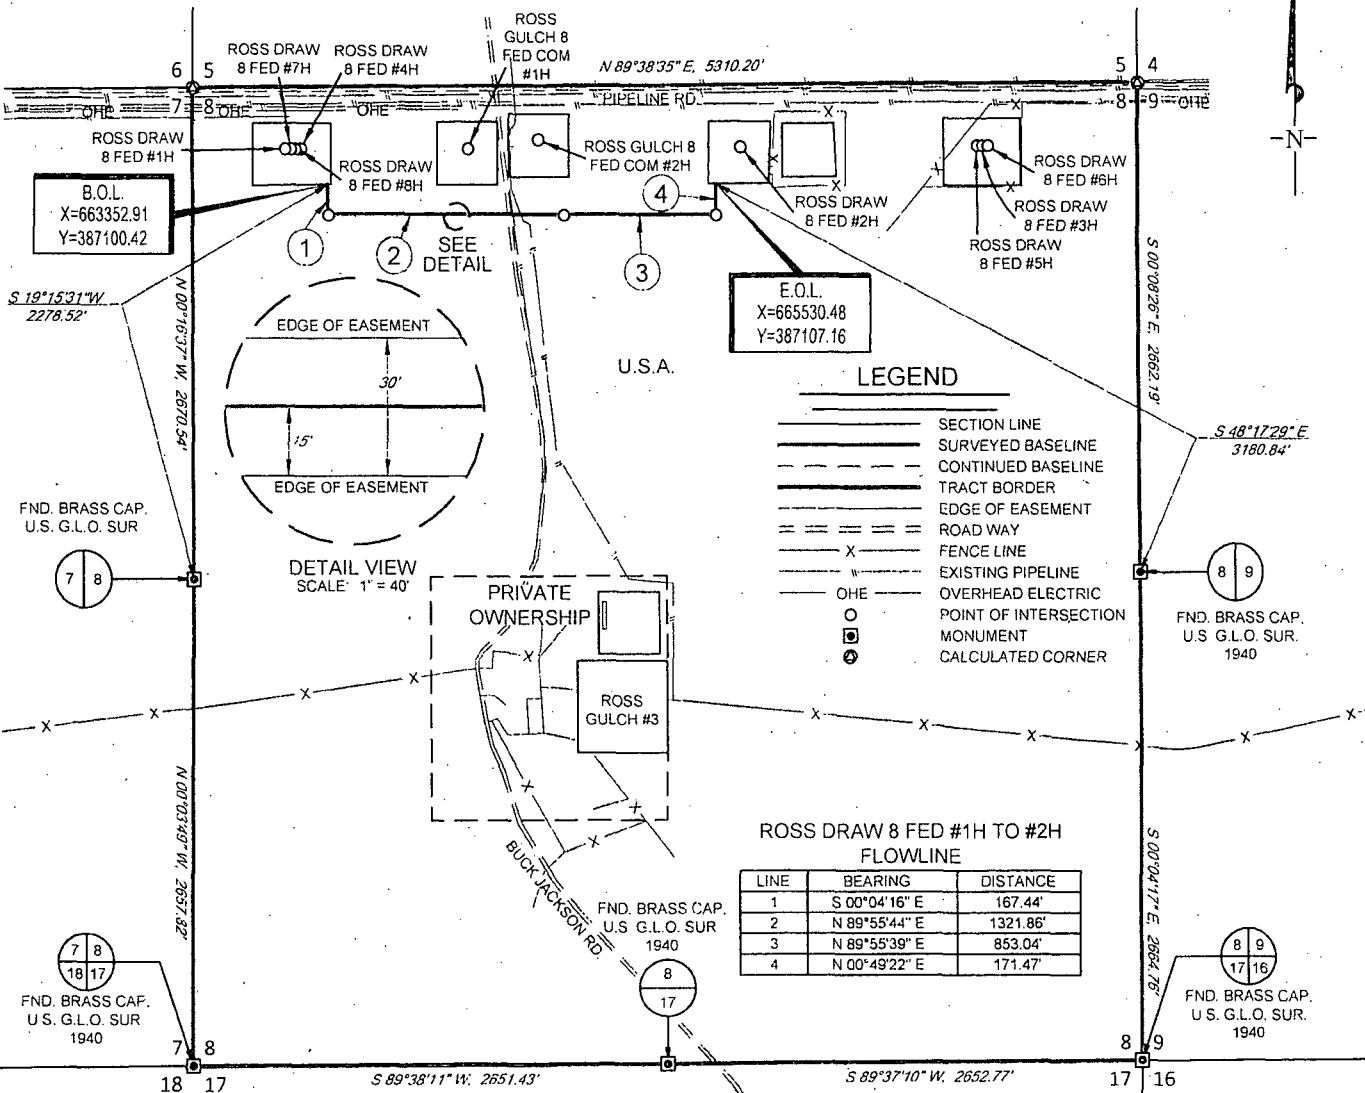 ROSS
GULCH 8
FED COM
#1H
ROSS DRAW
8 FED #7H
ROSS DRAW
8 FED #4H
N 89°38'35" E, 5310.20'
6 5
5 4
7 8
8 9
OHE
OHE
OHE
PIPELINE RD.
OHE
ROSS DRAW
8 FED #1H
ROSS DRAW
8 FED #8H
ROSS GULCH 8
FED COM #2H
ROSS DRAW
8 FED #2H
ROSS DRAW
8 FED #6H
ROSS DRAW
8 FED #3H
ROSS DRAW
8 FED #5H
-N-
B.O.L.
X=663352.91
Y=387100.42
1
2
SEE
DETAIL
3
4
E.O.L.
X=665530.48
Y=387107.16
S 19°15'31" W
2278.52'
N 00°16'37" W, 2670.54'
S 00°08'26" E, 2662.19'
S 48°17'29" E
3180.84'
EDGE OF EASEMENT
30'
15'
EDGE OF EASEMENT
DETAIL VIEW
SCALE: 1" = 40'
U.S.A.
LEGEND
SECTION LINE
SURVEYED BASELINE
CONTINUED BASELINE
TRACT BORDER
EDGE OF EASEMENT
ROAD WAY
X FENCE LINE
EXISTING PIPELINE
OHE OVERHEAD ELECTRIC
POINT OF INTERSECTION
MONUMENT
CALCULATED CORNER
FND. BRASS CAP.
U.S. G.L.O. SUR
7 8
8 9
FND. BRASS CAP.
U.S G.L.O. SUR.
1940
PRIVATE
OWNERSHIP
ROSS
GULCH #3
X X X X X X X X X
BUCK JACKSON RD.
N 00°03'49" W, 2657.82'
S 00°04'17" E, 2664.76'
ROSS DRAW 8 FED #1H TO #2H
FLOWLINE
LINE BEARING DISTANCE
1 S 00°04'16" E 167.44'
2 N 89°55'44" E 1321.86'
3 N 89°55'39" E 853.04'
4 N 00°49'22" E 171.47'
7 8
18 17
FND. BRASS CAP.
U S. G.L.O. SUR
1940
FND. BRASS CAP.
U.S G.L.O. SUR
1940
8
17
8 9
17 16
FND. BRASS CAP.
U S. G.L.O. SUR.
1940
7 8
18 17
8 9
17 16
S 89°38'11" W, 2651.43'
S 89°37'10" W, 2652.77'